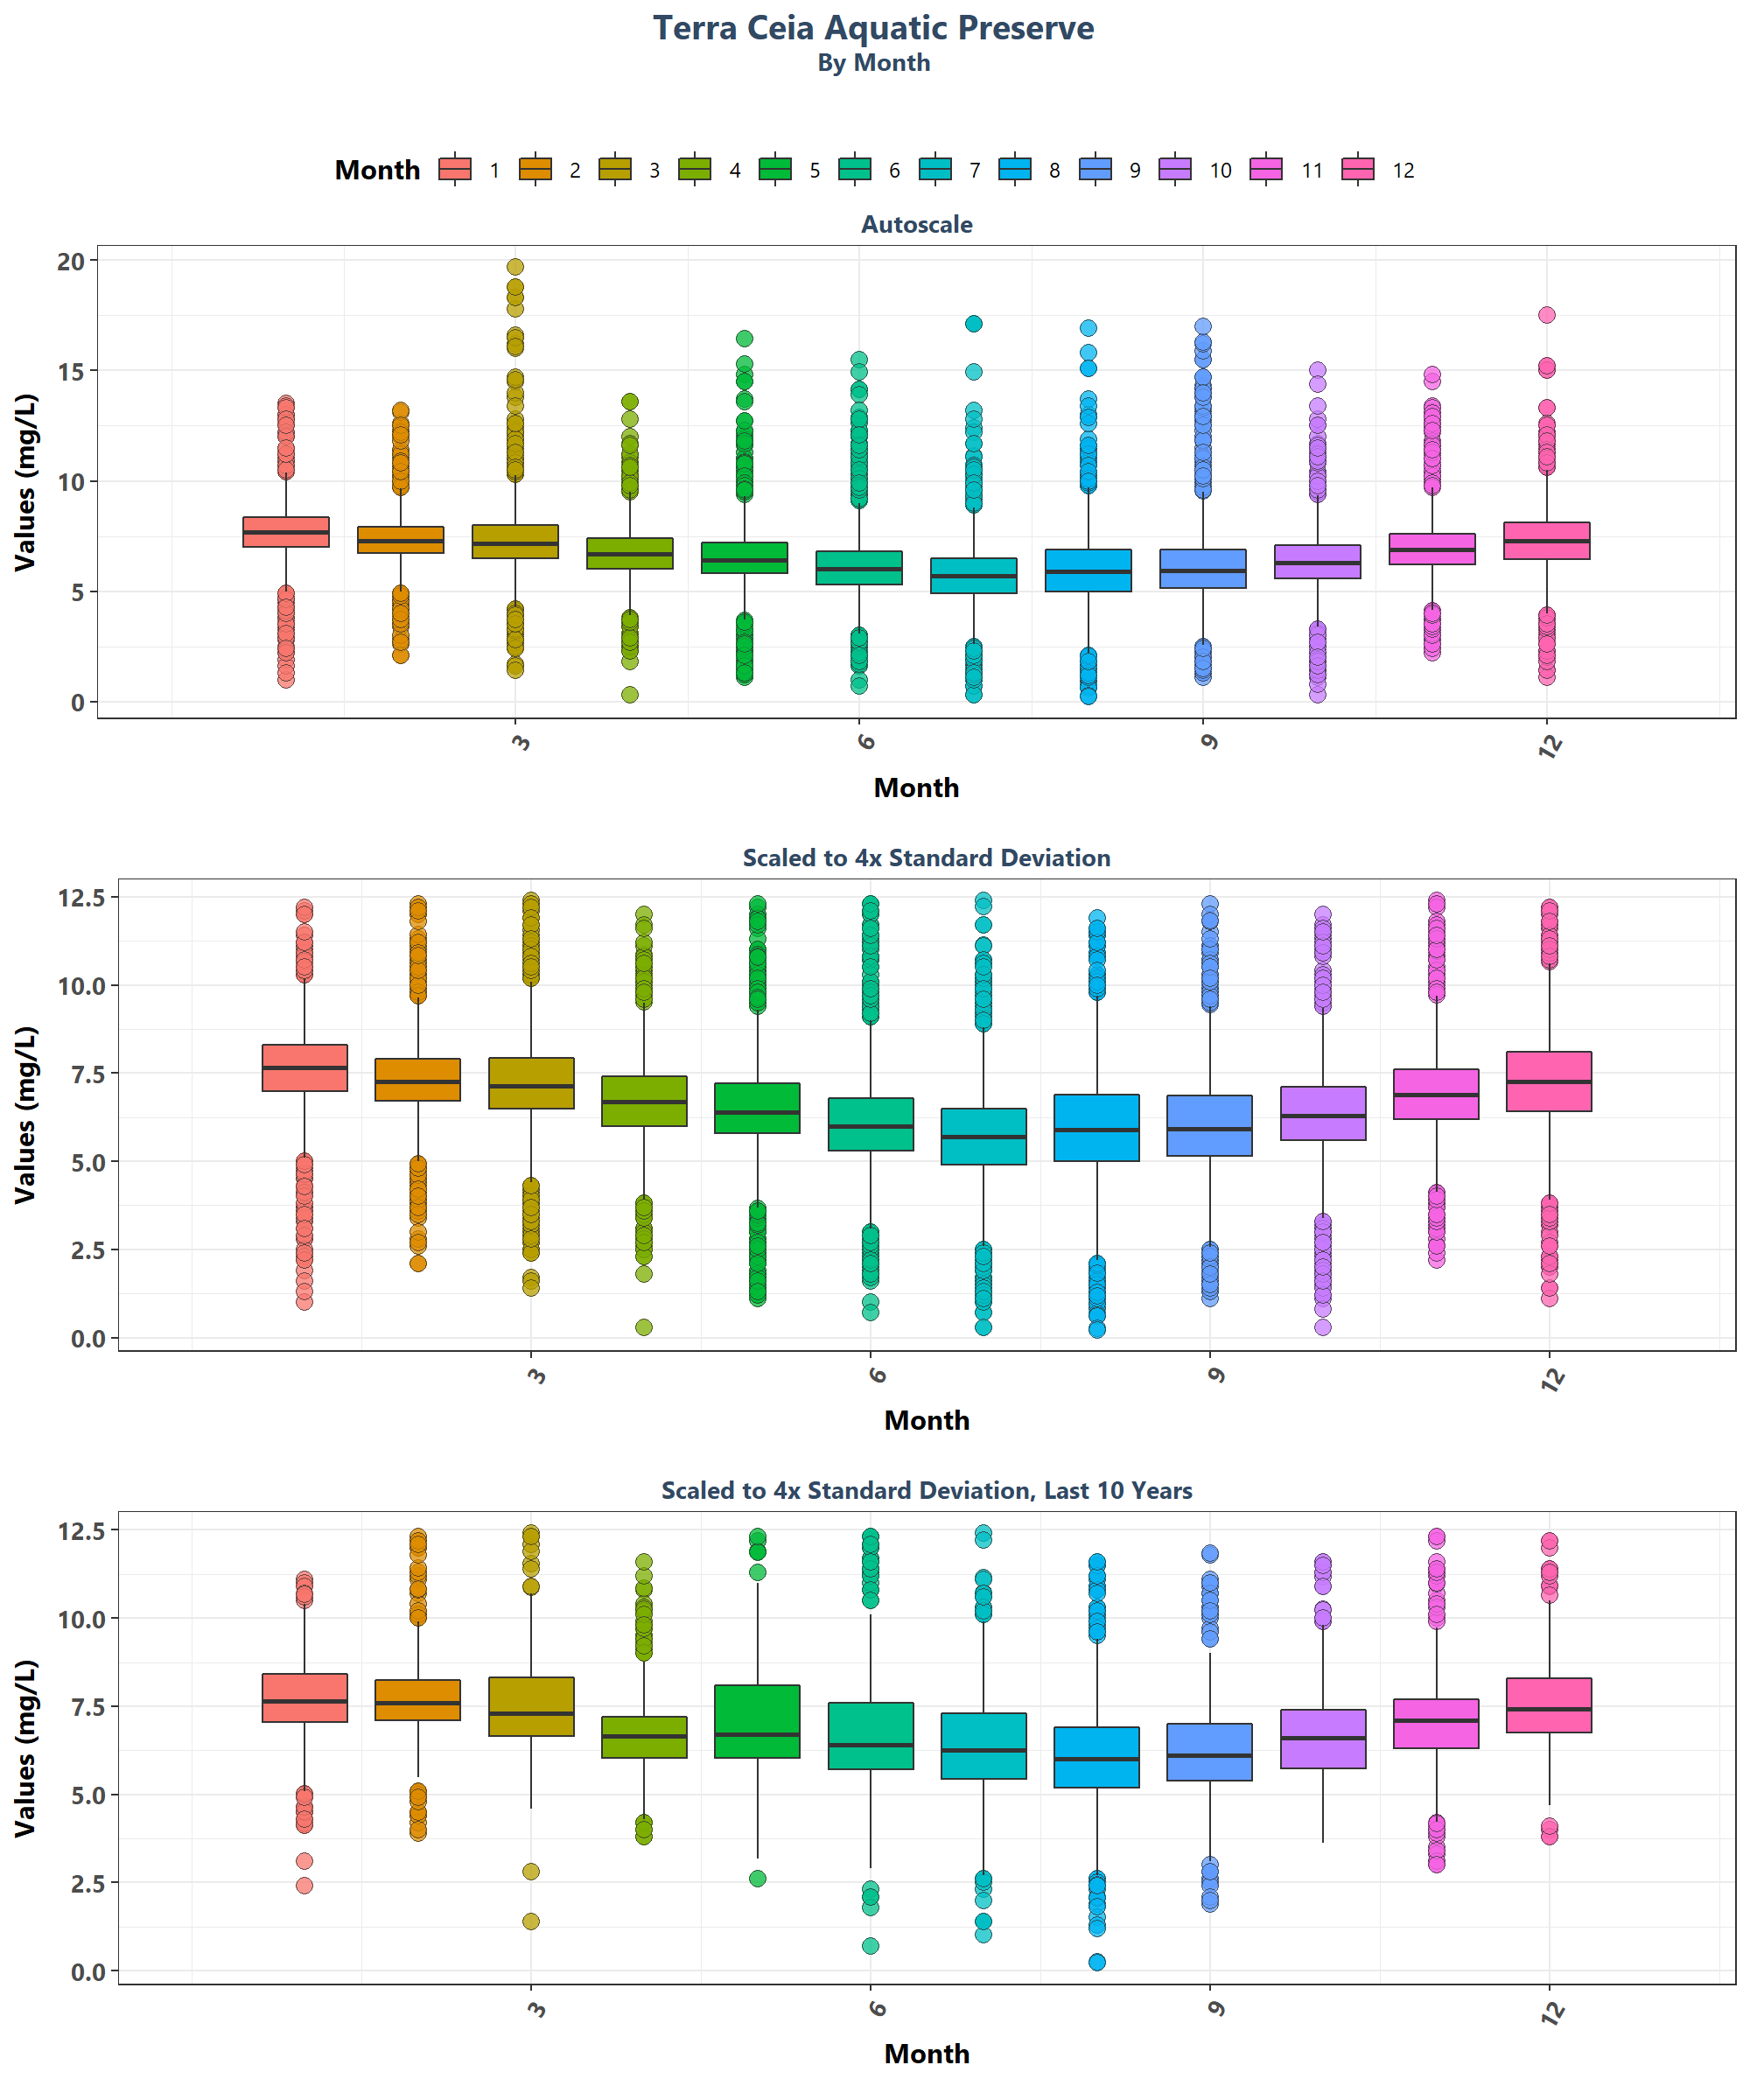 Terra Ceia Aquatic Preserve
By Month
Month 1 2 3 4 5 6 7 8 9 10 11 12
Autoscale
Values (mg/L)
20
15
10
5
0
3 6 9 12
Month
Scaled to 4x Standard Deviation
Values (mg/L)
12.5
10.0
7.5
5.0
2.5
0.0
3 6 9 12
Month
Scaled to 4x Standard Deviation, Last 10 Years
Values (mg/L)
12.5
10.0
7.5
5.0
2.5
0.0
3 6 9 12
Month